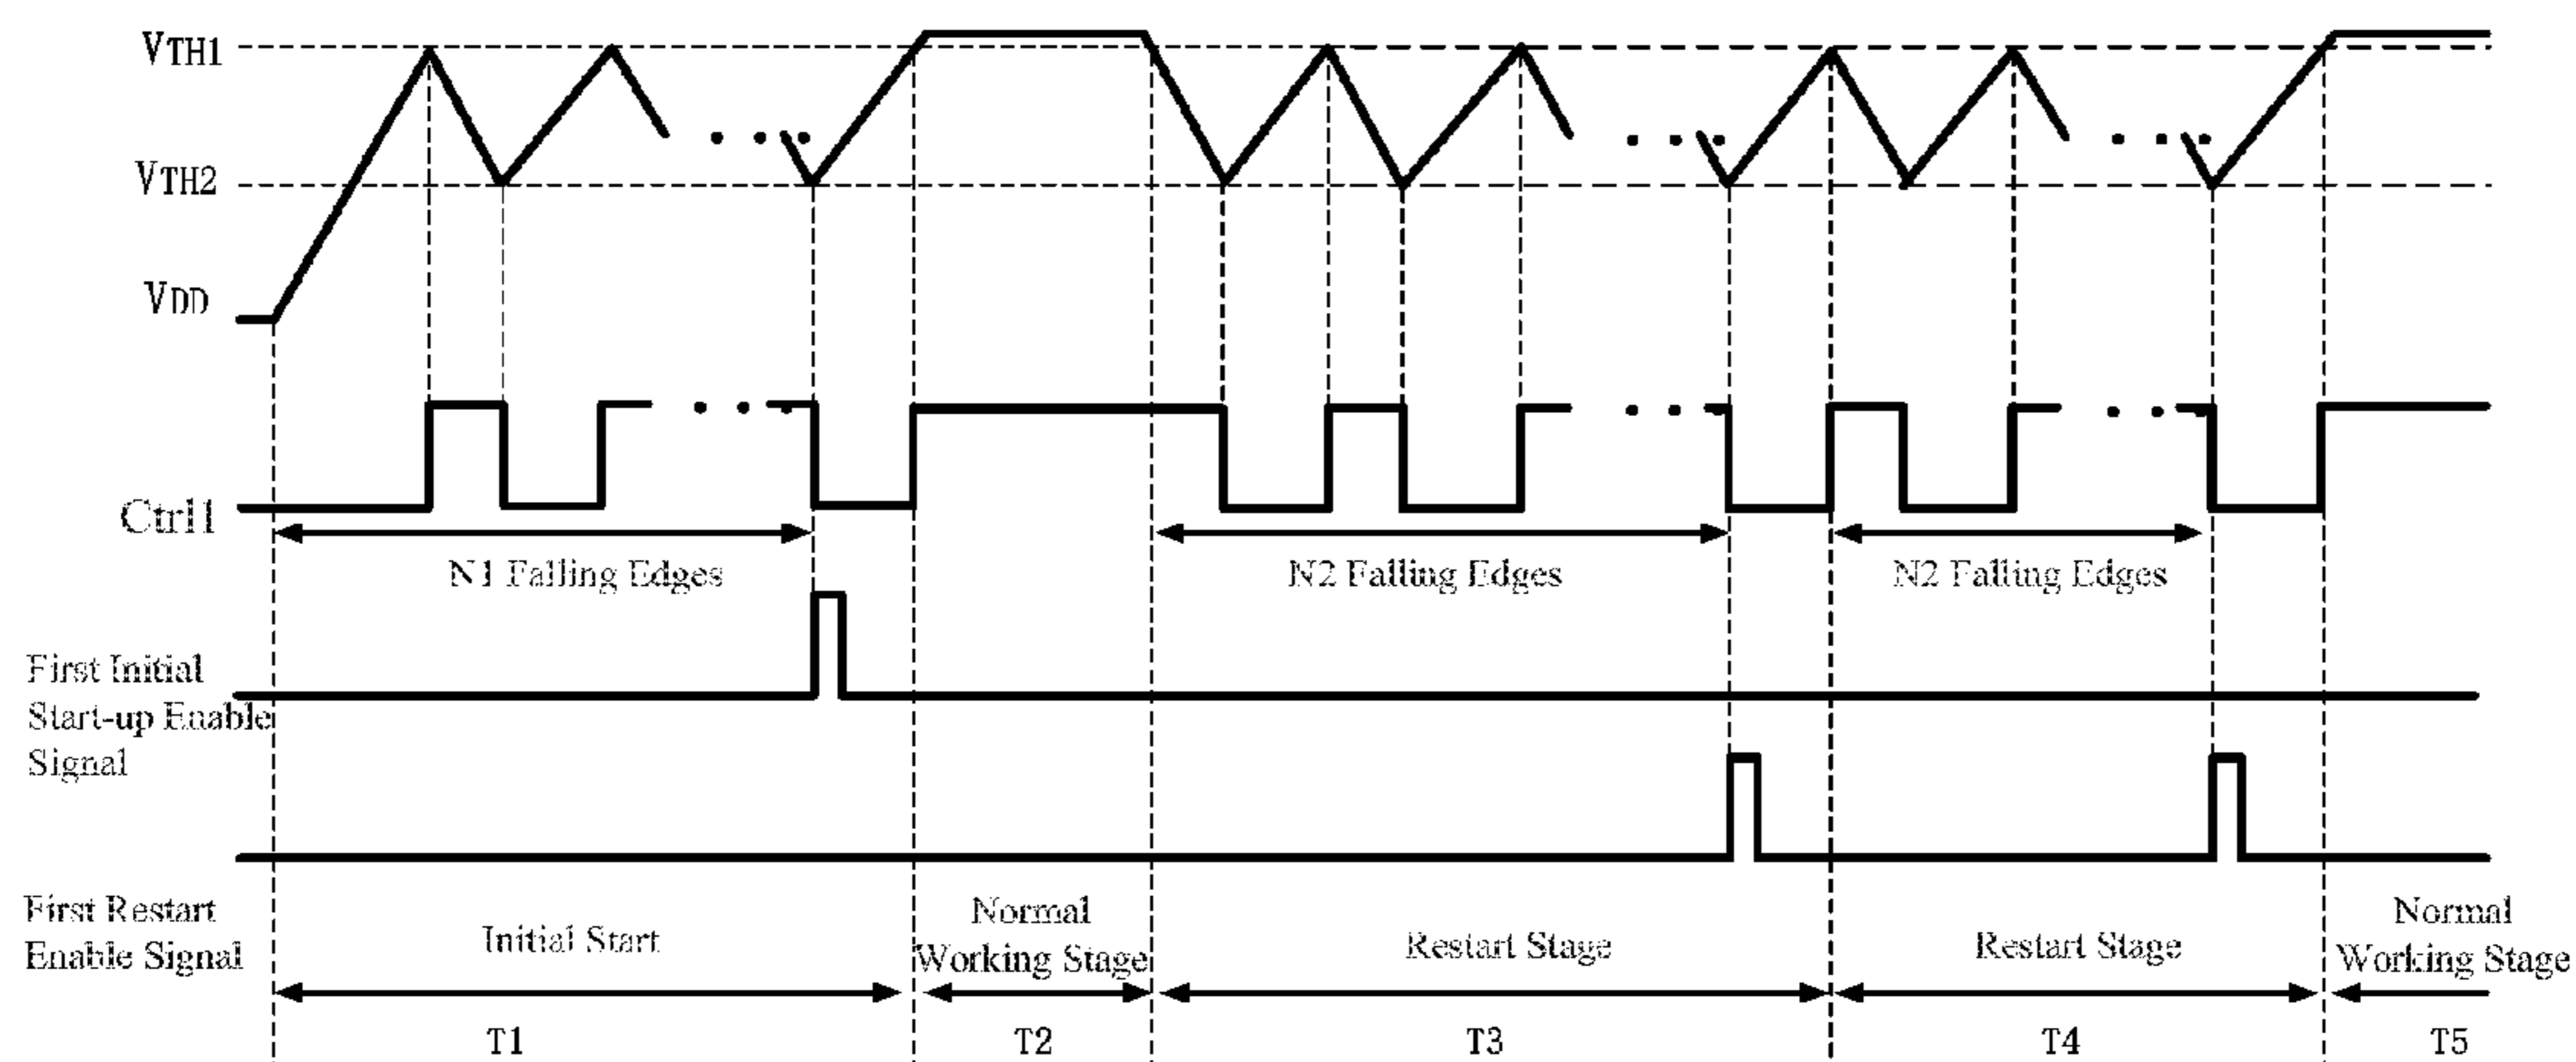 VTH1
VTH2
VDD
Ctrl1
N1 Falling Edges
N2 Falling Edges
N2 Falling Edges
First Initial
Start-up Enable
Signal
First Restart
Enable Signal
Initial Start
Normal
Working Stage
Restart Stage
Restart Stage
Normal
Working Stage
T1
T2
T3
T4
T5